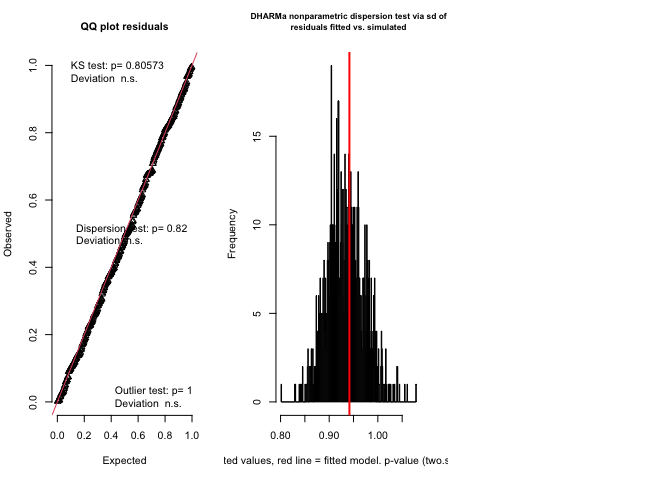 QQ plot residuals
KS test: p= 0.80573
Deviation n.s.
Dispersion test: p= 0.82
Deviation n.s.
Outlier test: p= 1
Deviation n.s.
Observed
0.0 0.2 0.4 0.6 0.8 1.0
0.0 0.2 0.4 0.6 0.8 1.0
Expected
DHARMa nonparametric dispersion test via sd of
residuals fitted vs. simulated
Frequency
0 5 10 15
0.80 0.90 1.00
ted values, red line = fitted model. p-value (two.s